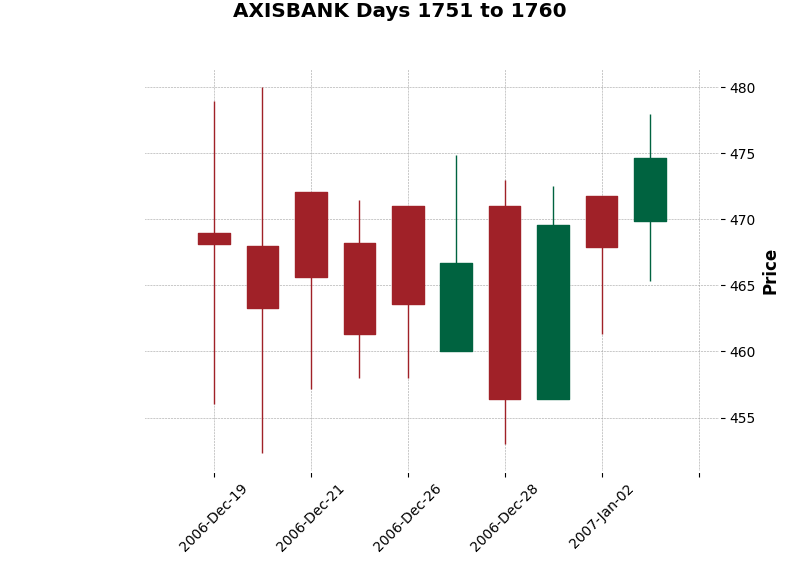 AXISBANK Days 1751 to 1760
480
475
470
465
460
455
Price
2006-Dec-19
2006-Dec-21
2006-Dec-26
2006-Dec-28
2007-Jan-02